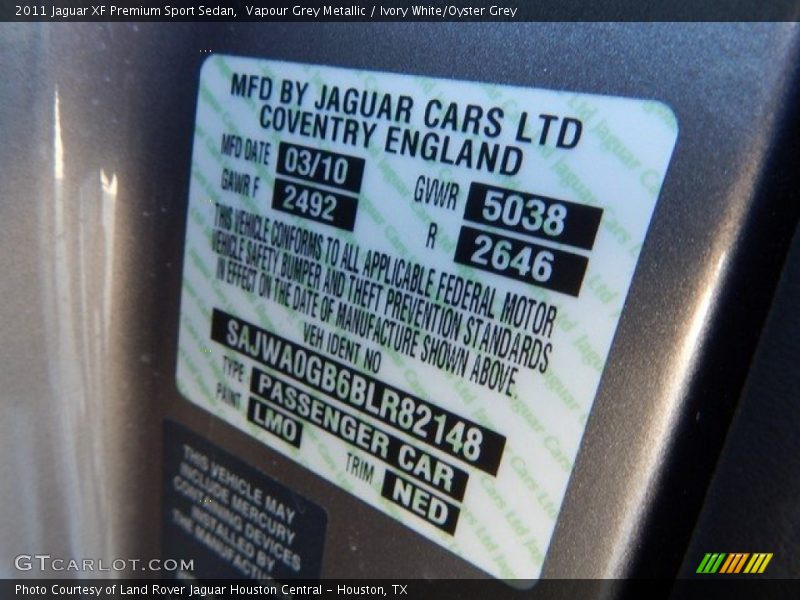 2011 Jaguar XF Premium Sport Sedan,  Vapour Grey Metallic / Ivory White/Oyster Grey
MFD BY JAGUAR CARS LTD
COVENTRY ENGLAND
MFD DATE 03/10 GVWR 5038
GAWR F 2492 R 2646
THIS VEHICLE CONFORMS TO ALL APPLICABLE FEDERAL MOTOR
VEHICLE SAFETY, BUMPER AND THEFT PREVENTION STANDARDS
IN EFFECT ON THE DATE OF MANUFACTURE SHOWN ABOVE.
VEH IDENT NO
SAJWA0GB6BLR82148
TYPE PASSENGER CAR
PAINT LMO TRIM NED
THIS VEHICLE MAY
INCLUDE MERCURY
CONTAINING DEVICES
INSTALLED BY
THE MANUFACTURER
GTCARLOT.COM
Photo Courtesy of Land Rover Jaguar Houston Central - Houston, TX